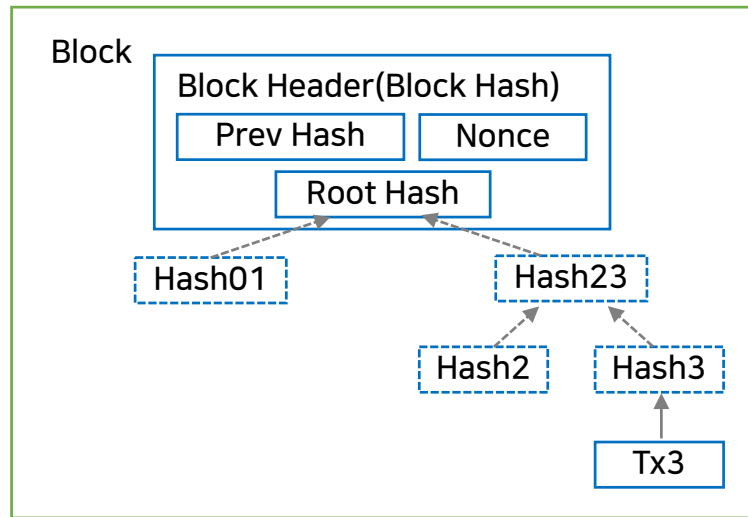 Block
Block Header(Block Hash)
Prev Hash
Nonce
Root Hash
Hash01
Hash23
Hash2
Hash3
Tx3